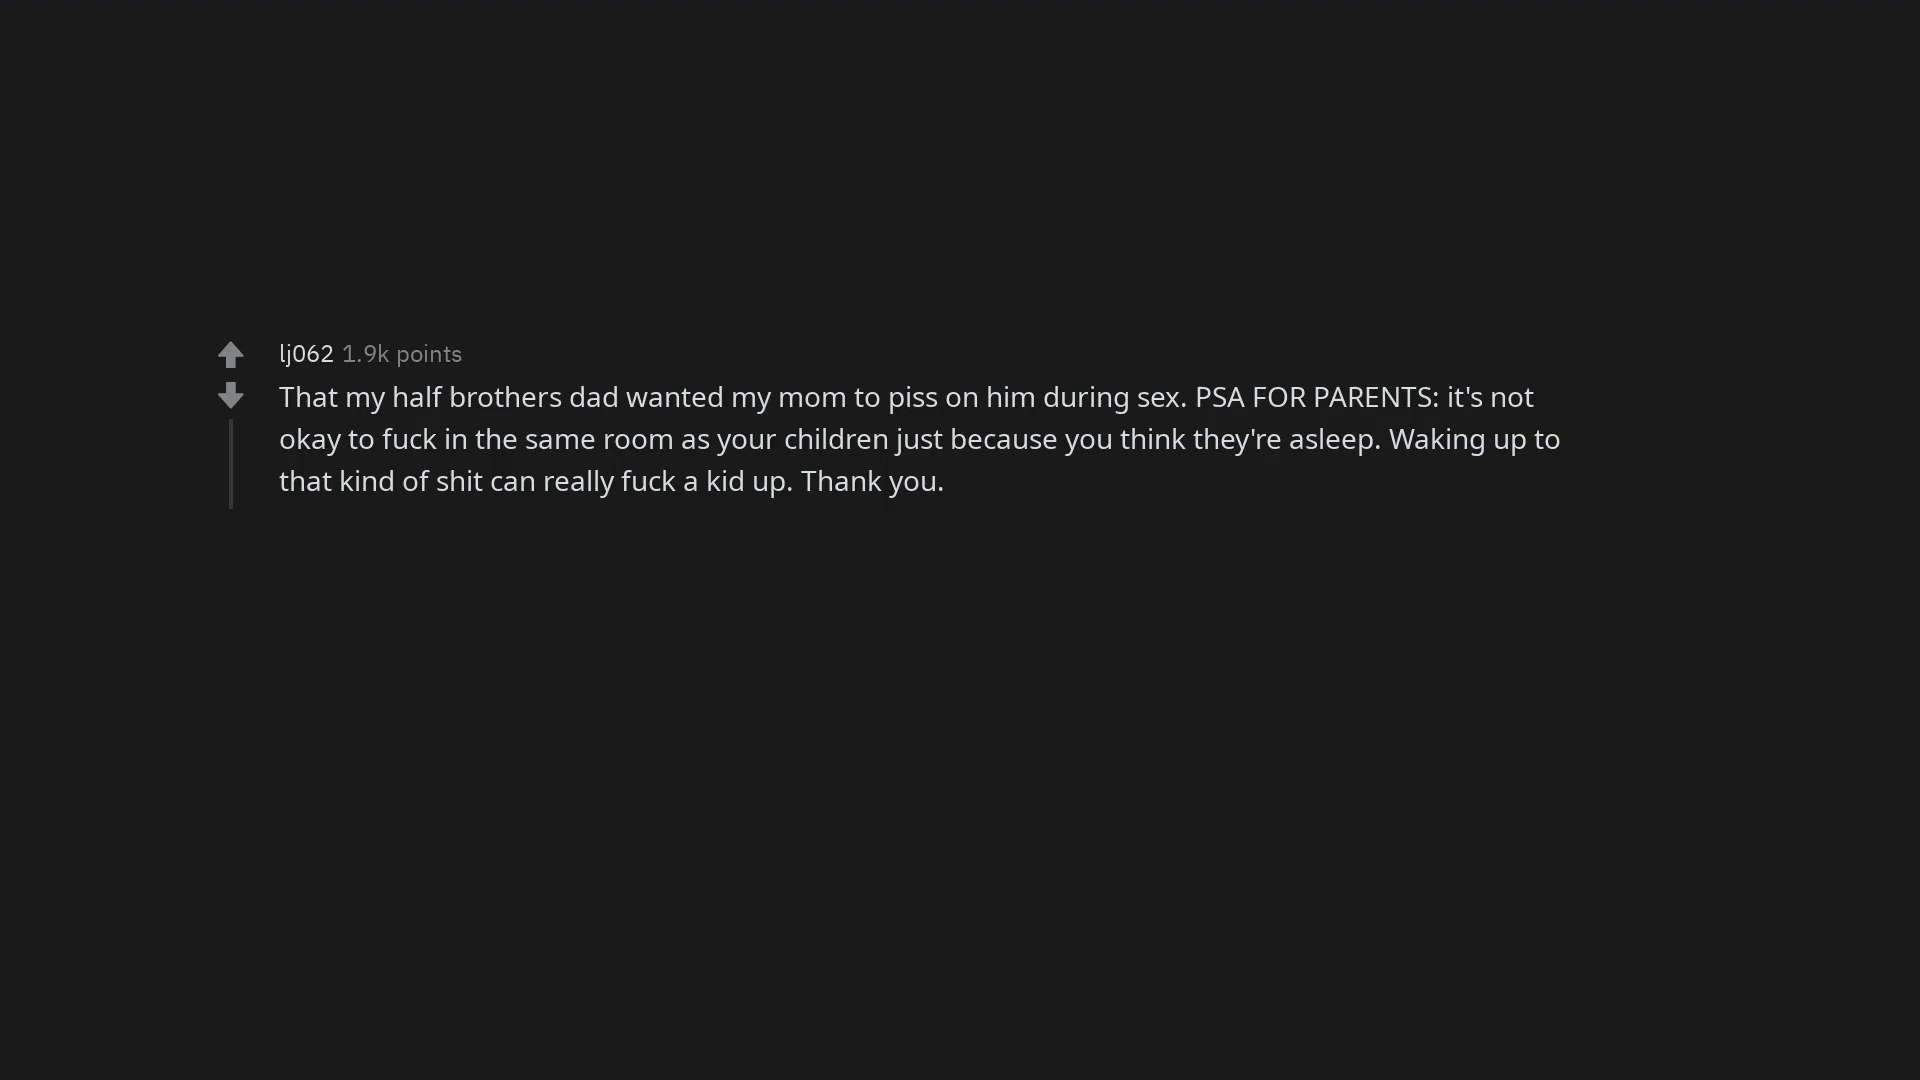 lj062 1.9k points
That my half brothers dad wanted my mom to piss on him during sex. PSA FOR PARENTS: it's not
okay to fuck in the same room as your children just because you think they're asleep. Waking up to
that kind of shit can really fuck a kid up. Thank you.